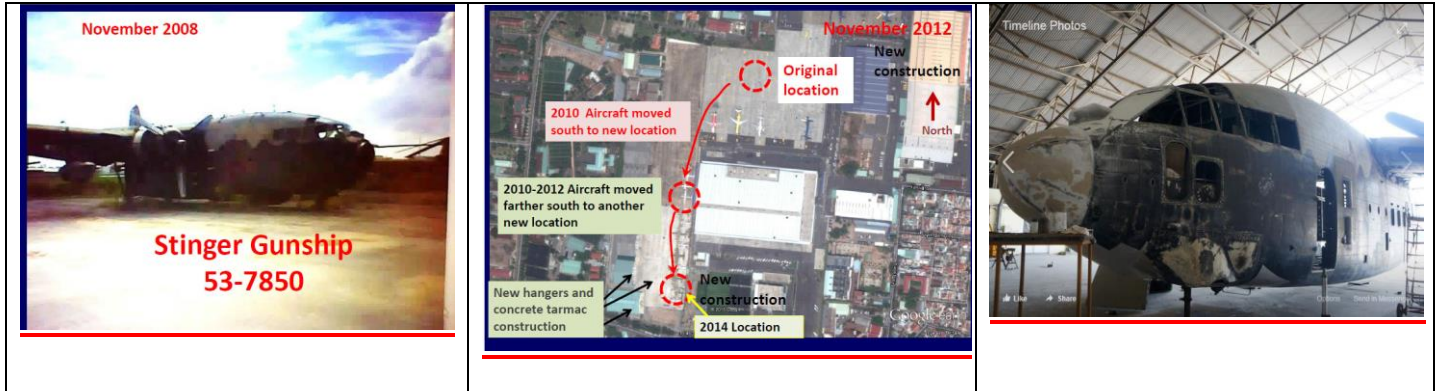 November 2008
Stinger Gunship
53-7850
November 2012
New
construction
Original
location
North
2010 Aircraft moved
south to new location
2010-2012 Aircraft moved
farther south to another
new location
New hangers and
concrete tarmac
construction
New
construction
2014 Location
Google earth
Timeline Photos
Like
Share
Options